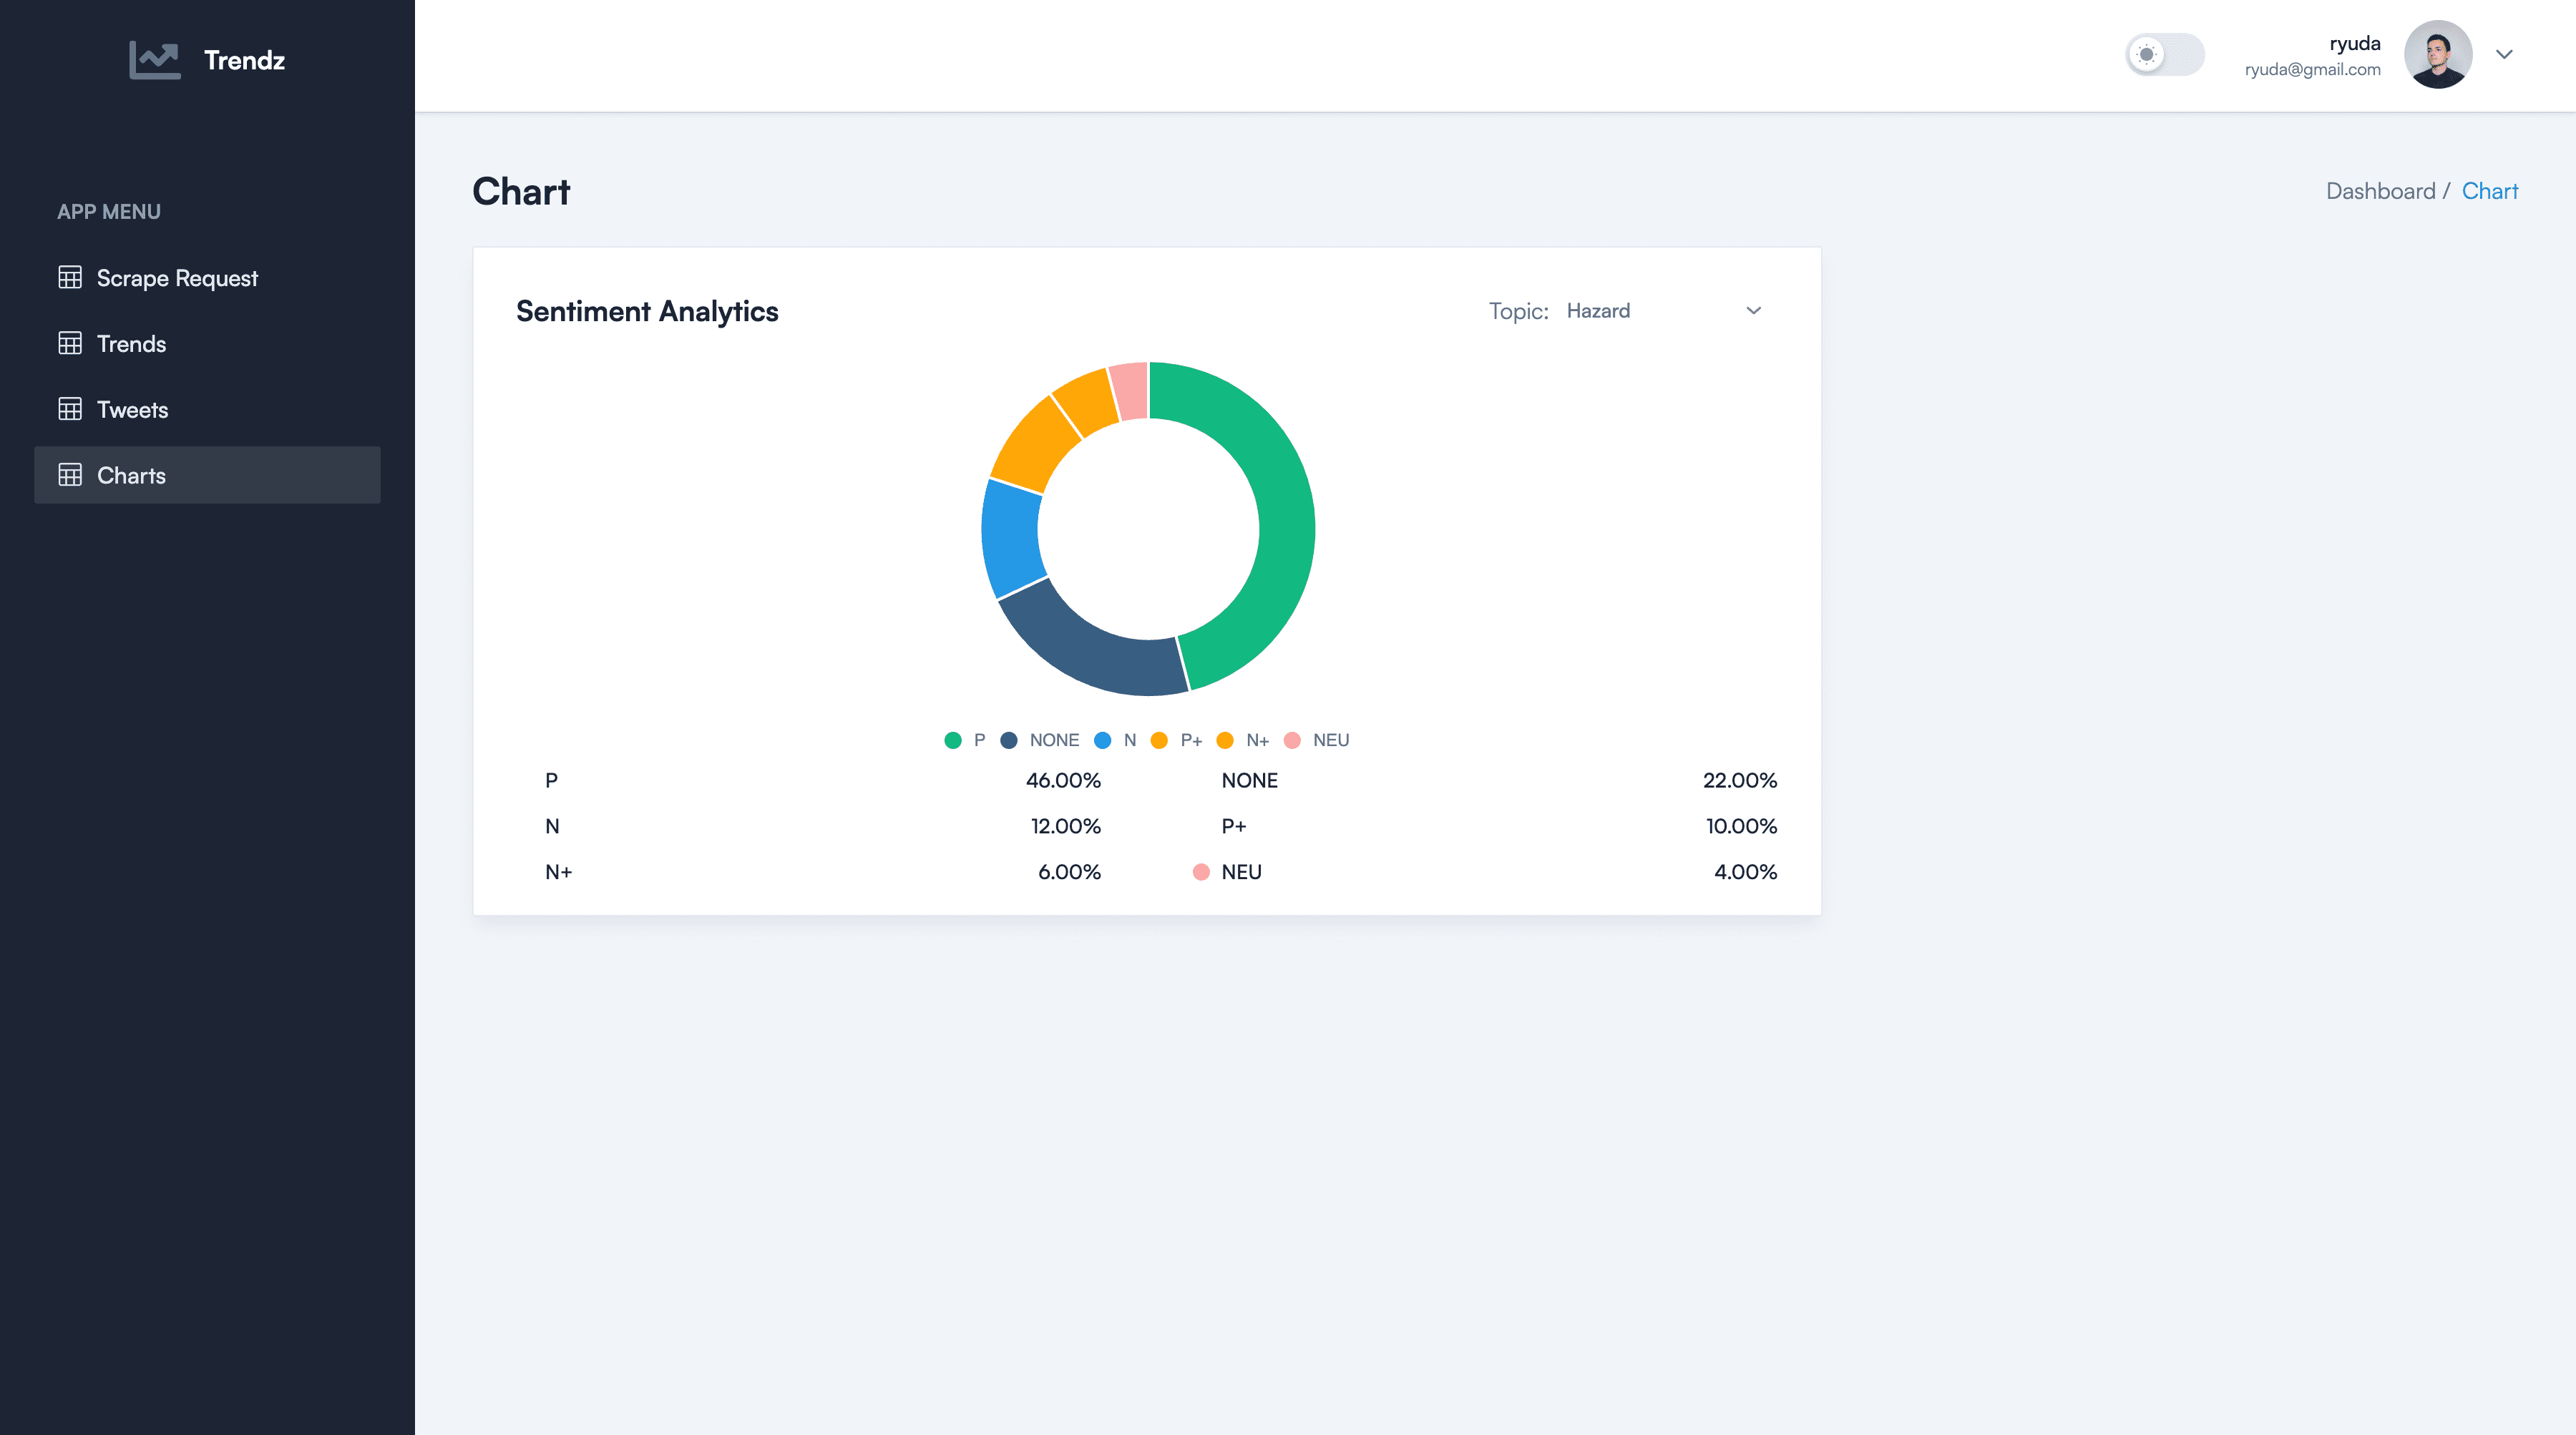 Trendz
ryuda
ryuda@gmail.com
APP MENU
Scrape Request
Trends
Tweets
Charts
Chart
Dashboard / Chart
Sentiment Analytics
Topic: Hazard
P NONE N P+ N+ NEU
P 46.00% NONE 22.00%
N 12.00% P+ 10.00%
N+ 6.00% NEU 4.00%